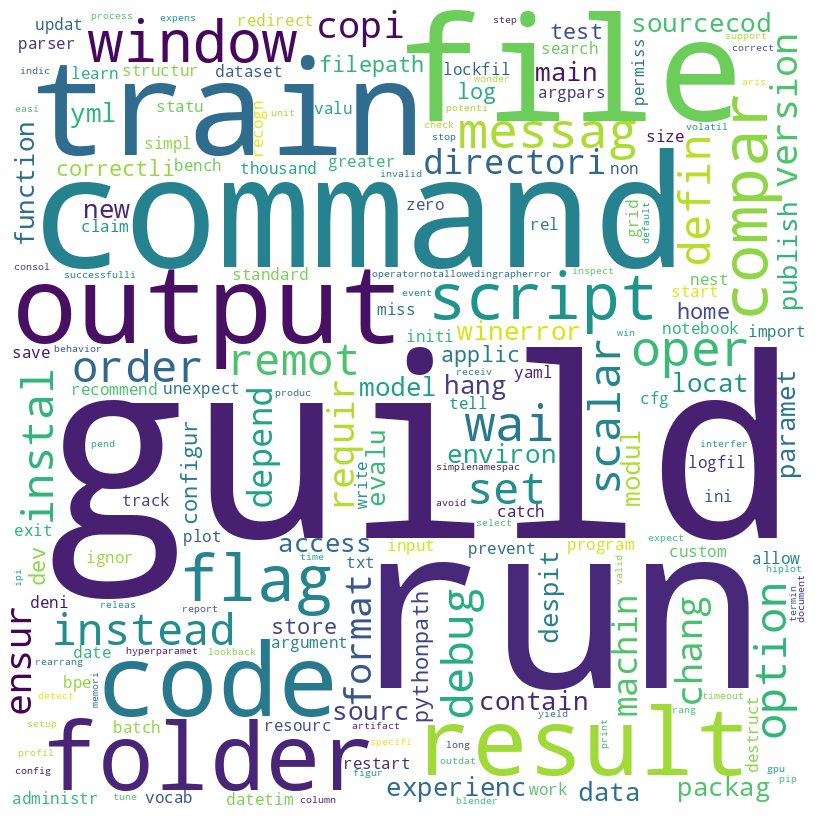 process
expens
step
support
updat
redirect
copi
test
sourcecod
window
file
parser
indic
search
correct
learn
structur
dataset
filepath
lockfil
main
permiss
wonder
aris
train
yml
statu
valu
log
argpars
easi
recogn
unit
potenti
messag
compar
version
simpl
check
stop
size
volatil
function
correctli
bench
thousand
greater
invalid
directori
non
defin
publish
new
claim
command
zero
rel
grid
default
consol
successfulli
standard
operatornotallowedingrapherror
inspect
nest
output
miss
event
script
win
start
home
save
behavior
order
remot
initi
winerror
oper
notebook
import
recommend
unexpect
produc
model
applic
hang
receiv
yaml
scalar
locat
cfg
tell
instal
guild
pend
depend
requir
evalu
wai
environ
modul
interfer
logfil
paramet
configur
track
write
simplenamespac
set
avoid
catch
ini
exit
plot
select
run
dev
ignor
access
txt
input
prevent
program
expect
custom
allow
ipi
time
flag
format
pythonpath
debug
despit
machin
chang
option
valid
hiplot
termin
document
deni
releas
report
store
ensur
instead
argument
date
hyperparamet
lookback
rearrang
code
bpe
memori
sourc
contain
detect
setup
batch
resourc
artifact
yield
result
timeout
rang
print
destruct
profil
folder
specifi
restart
long
outdat
figur
config
gpu
pip
administr
tune
vocab
datetim
column
experienc
blender
work
data
packag